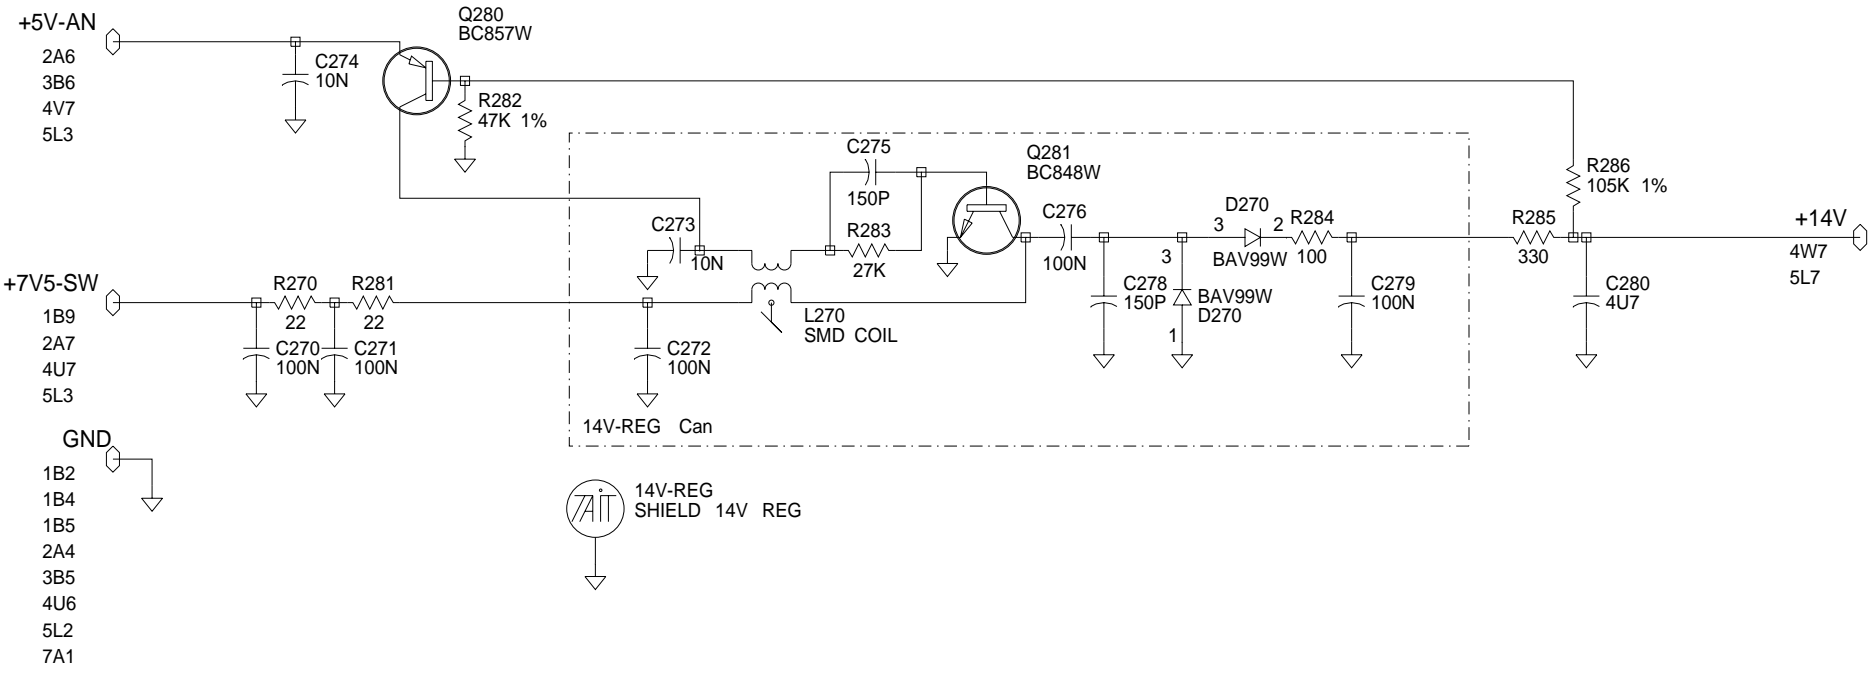 +5V-AN
2A6
3B6
4V7
5L3
C274
10N
Q280
BC857W
R282
47K 1%
C275
150P
R283
27K
Q281
BC848W
C273
10N
C276
100N
D270
3 2
BAV99W
R284
100
R285
330
R286
105K 1%
+14V
4W7
5L7
+7V5-SW
1B9
2A7
4U7
5L3
R270
22
R281
22
C270
100N
C271
100N
C272
100N
L270
SMD COIL
C278
150P
3
BAV99W
D270
1
C279
100N
C280
4U7
14V-REG Can
GND
1B2
1B4
1B5
2A4
3B5
4U6
5L2
7A1
TAIT
14V-REG
SHIELD 14V REG